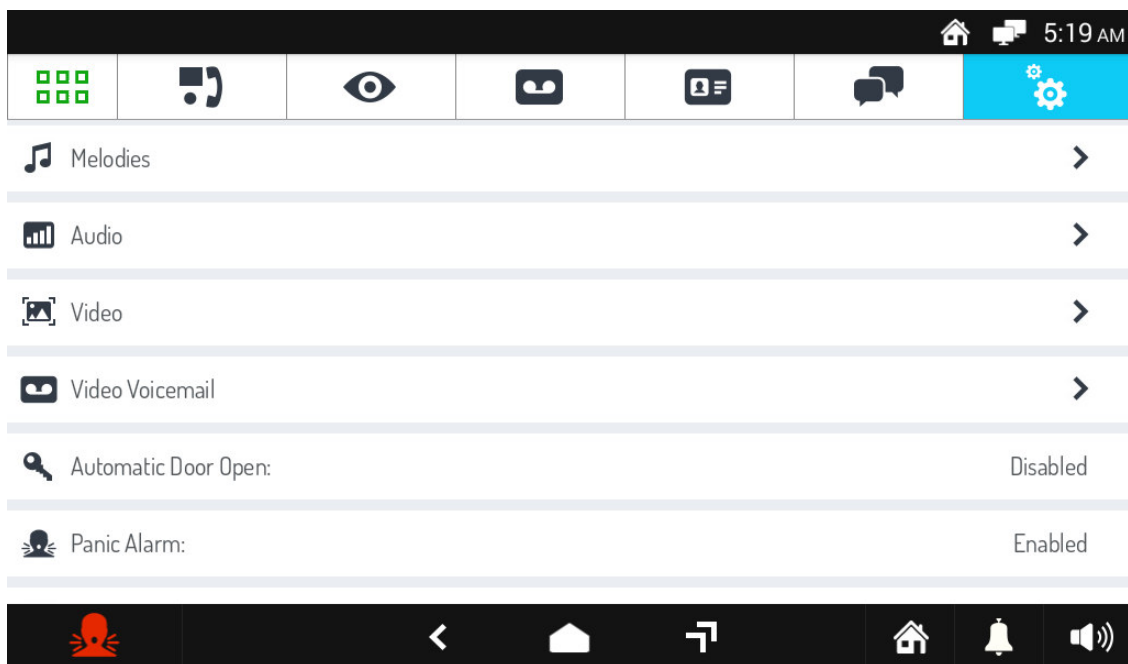 5:19 AM
Melodies
Audio
Video
Video Voicemail
Automatic Door Open: Disabled
Panic Alarm: Enabled